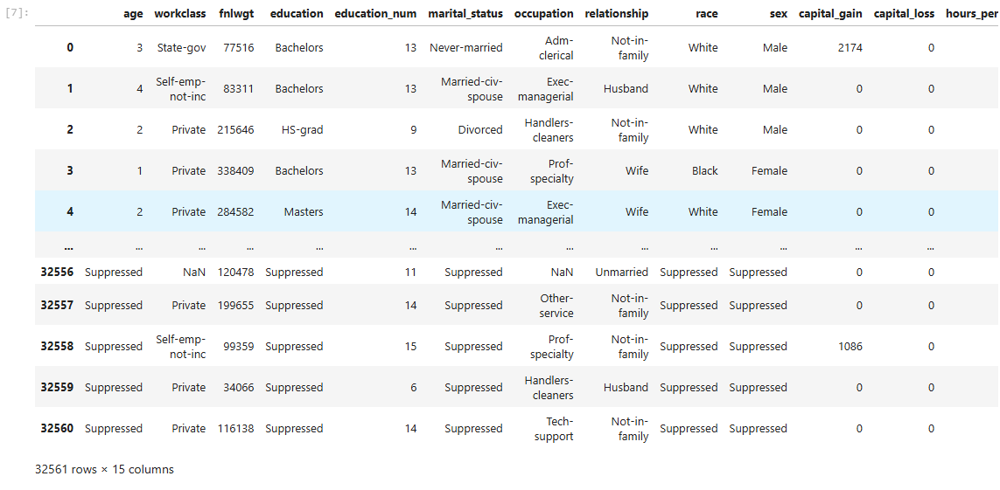 [7]:
age workclass fnlwgt education education_num marital_status occupation relationship race sex capital_gain capital_loss hours_per
0 3 State-gov 77516 Bachelors 13 Never-married Adm-clerical Not-in-family White Male 2174 0
1 4 Self-emp-not-inc 83311 Bachelors 13 Married-civ-spouse Exec-managerial Husband White Male 0 0
2 2 Private 215646 HS-grad 9 Divorced Handlers-cleaners Not-in-family White Male 0 0
3 1 Private 338409 Bachelors 13 Married-civ-spouse Prof-specialty Wife Black Female 0 0
4 2 Private 284582 Masters 14 Married-civ-spouse Exec-managerial Wife White Female 0 0
... ... ... ... ... ... ... ... ... ... ... ... ...
32556 Suppressed NaN 120478 Suppressed 11 Suppressed NaN Unmarried Suppressed Suppressed 0 0
32557 Suppressed Private 199655 Suppressed 14 Suppressed Other-service Not-in-family Suppressed Suppressed 0 0
32558 Suppressed Self-emp-not-inc 99359 Suppressed 15 Suppressed Prof-specialty Not-in-family Suppressed Suppressed 1086 0
32559 Suppressed Private 34066 Suppressed 6 Suppressed Handlers-cleaners Husband Suppressed Suppressed 0 0
32560 Suppressed Private 116138 Suppressed 14 Suppressed Tech-support Not-in-family Suppressed Suppressed 0 0
32561 rows × 15 columns